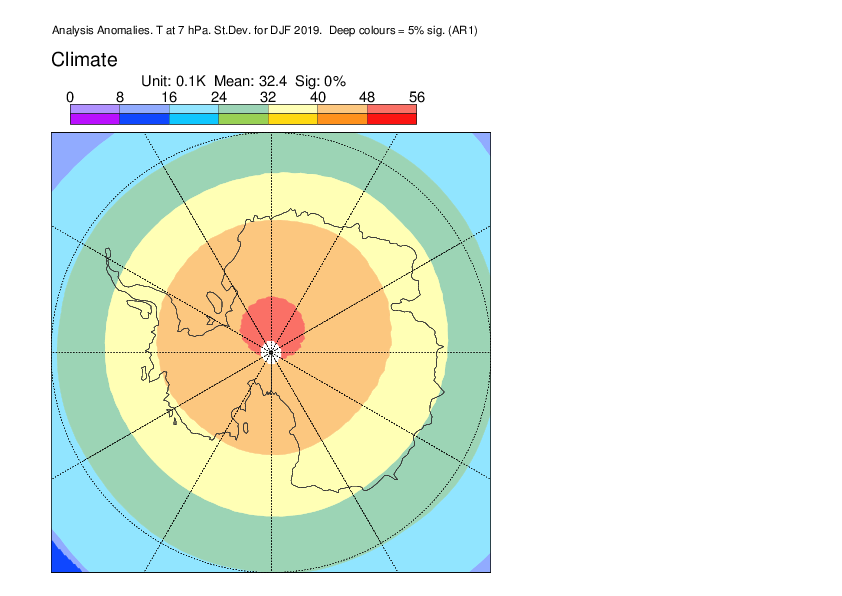 Analysis Anomalies. T at 7 hPa. St.Dev. for DJF 2019. Deep colours = 5% sig. (AR1)
Climate
Unit: 0.1K Mean: 32.4 Sig: 0%
0 8 16 24 32 40 48 56